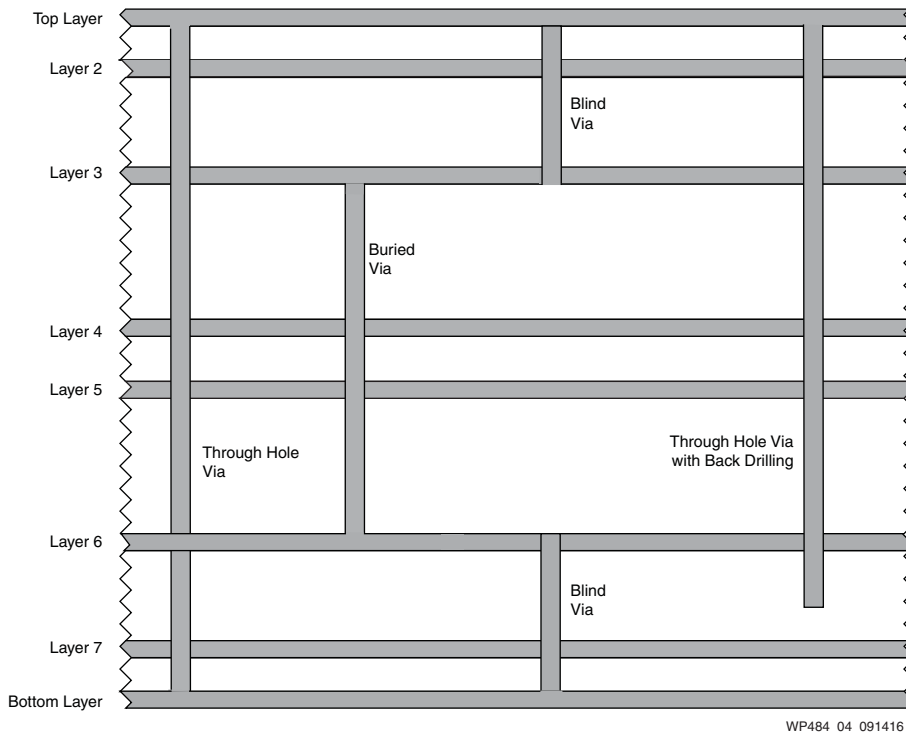 Top Layer
Layer 2
Blind
Via
Layer 3
Buried
Via
Layer 4
Layer 5
Through Hole
Via
Through Hole Via
with Back Drilling
Layer 6
Blind
Via
Layer 7
Bottom Layer
WP484_04_091416